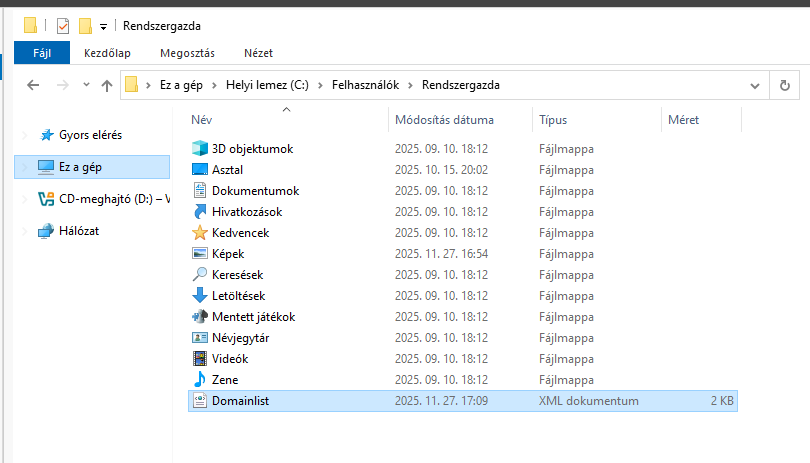 Rendszergazda
Fájl Kezdőlap Megosztás Nézet
Ez a gép Helyi lemez (C:) Felhasználók Rendszergazda
Név Módosítás dátuma Típus Méret
Gyors elérés
Ez a gép
CD-meghajtó (D:) – V
Hálózat
3D objektumok 2025. 09. 10. 18:12 Fájlmappa
Asztal 2025. 10. 15. 20:02 Fájlmappa
Dokumentumok 2025. 09. 10. 18:12 Fájlmappa
Hivatkozások 2025. 09. 10. 18:12 Fájlmappa
Kedvencek 2025. 09. 10. 18:12 Fájlmappa
Képek 2025. 11. 27. 16:54 Fájlmappa
Keresések 2025. 09. 10. 18:12 Fájlmappa
Letöltések 2025. 09. 10. 18:12 Fájlmappa
Mentett játékok 2025. 09. 10. 18:12 Fájlmappa
Névjegytár 2025. 09. 10. 18:12 Fájlmappa
Videók 2025. 09. 10. 18:12 Fájlmappa
Zene 2025. 09. 10. 18:12 Fájlmappa
Domainlist 2025. 11. 27. 17:09 XML dokumentum 2 KB